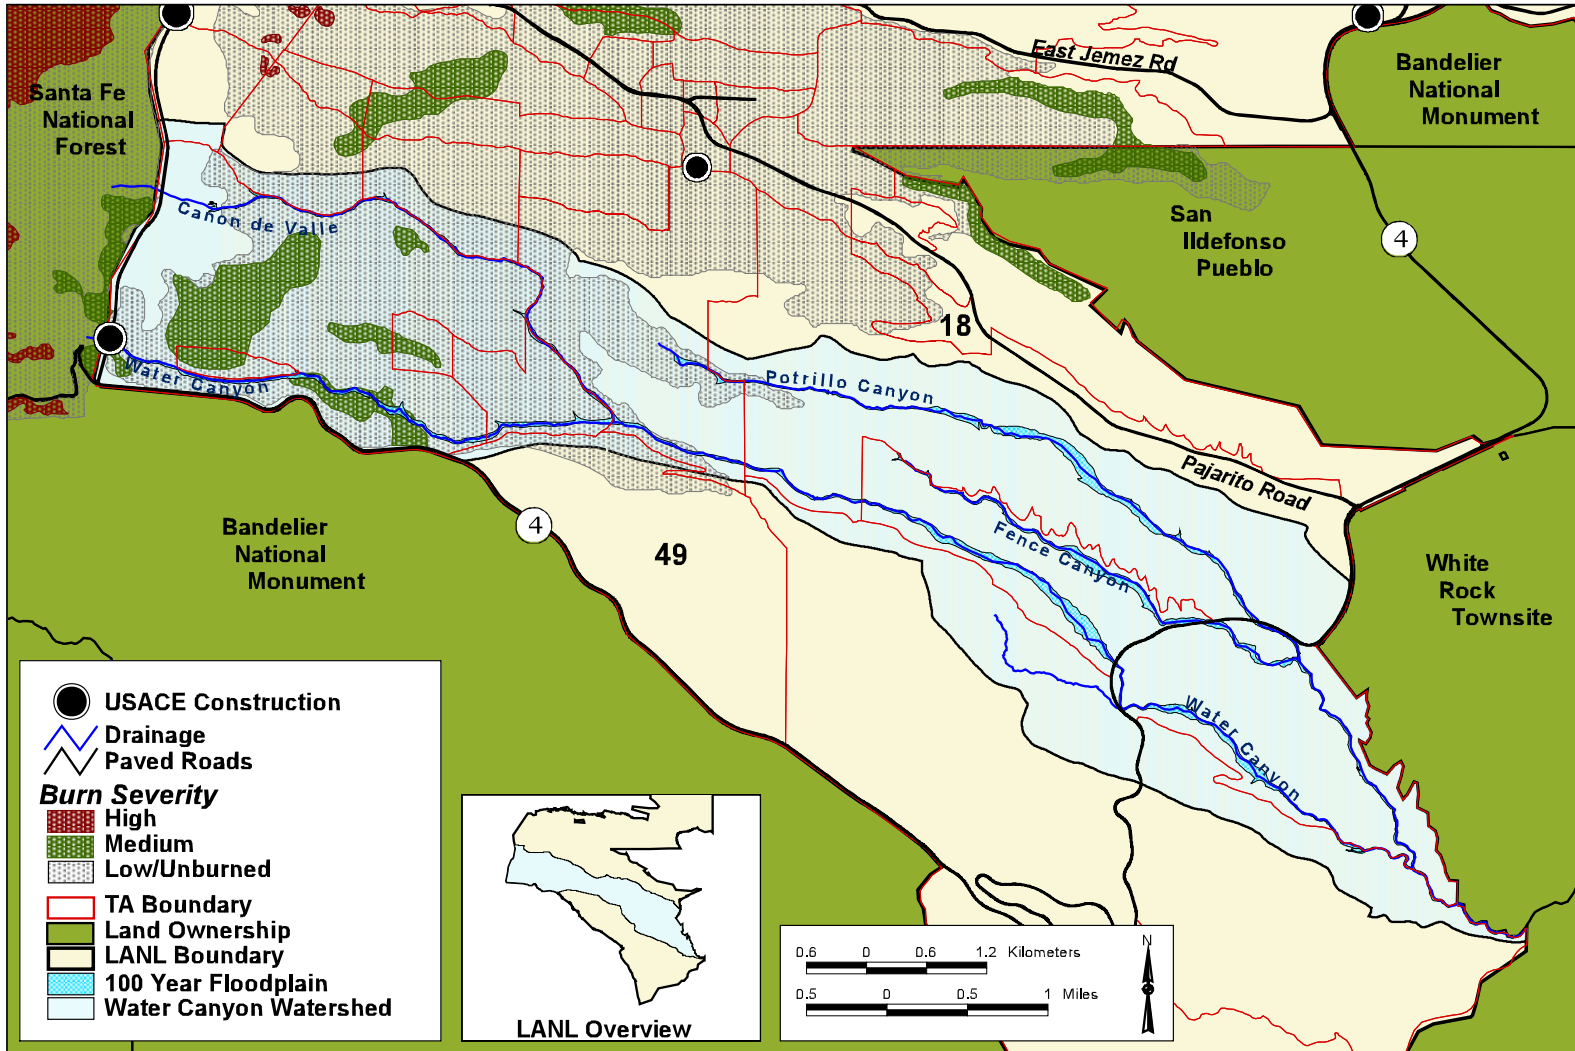 East Jemez Rd
Bandelier
National
Monument
Santa Fe
National
Forest
Cañon de Valle
San
Ildefonso
Pueblo
4
18
Water Canyon
Potrillo Canyon
Pajarito Road
Bandelier
National
Monument
4
49
Fence Canyon
White
Rock
Townsite
Water Canyon
USACE Construction
Drainage
Paved Roads
Burn Severity
High
Medium
Low/Unburned
TA Boundary
Land Ownership
LANL Boundary
100 Year Floodplain
Water Canyon Watershed
LANL Overview
0.6 0 0.6 1.2 Kilometers
0.5 0 0.5 1 Miles
N